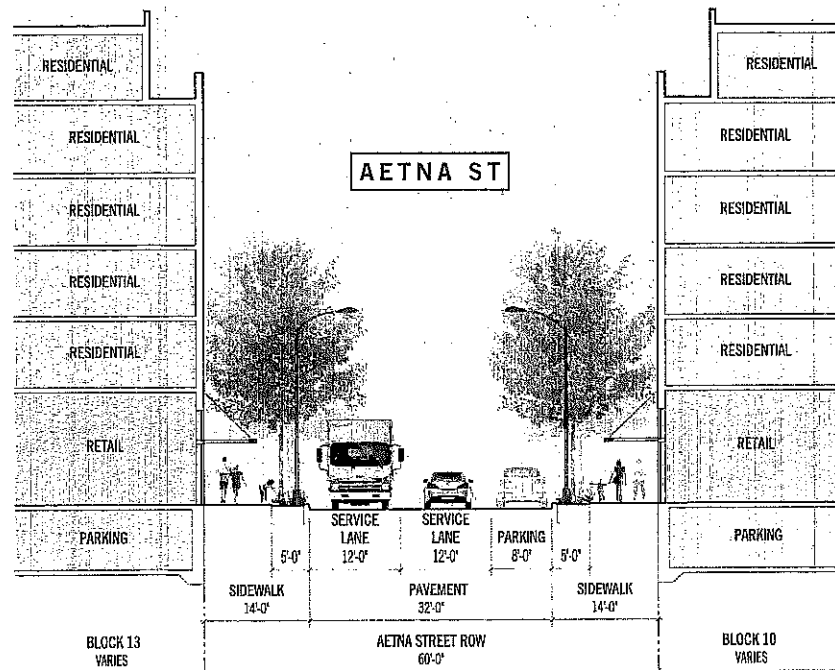 RESIDENTIAL
RESIDENTIAL
RESIDENTIAL
RESIDENTIAL
AETNA ST
RESIDENTIAL
RESIDENTIAL
RESIDENTIAL
RESIDENTIAL
RESIDENTIAL
RESIDENTIAL
RETAIL
RETAIL
PARKING
5'-0"
SERVICE
LANE
12'-0"
SERVICE
LANE
12'-0"
PARKING
8'-0"
5'-0"
PARKING
SIDEWALK
14'-0"
PAVEMENT
32'-0"
SIDEWALK
14'-0"
BLOCK 13
VARIES
AETNA STREET ROW
60'-0"
BLOCK 10
VARIES